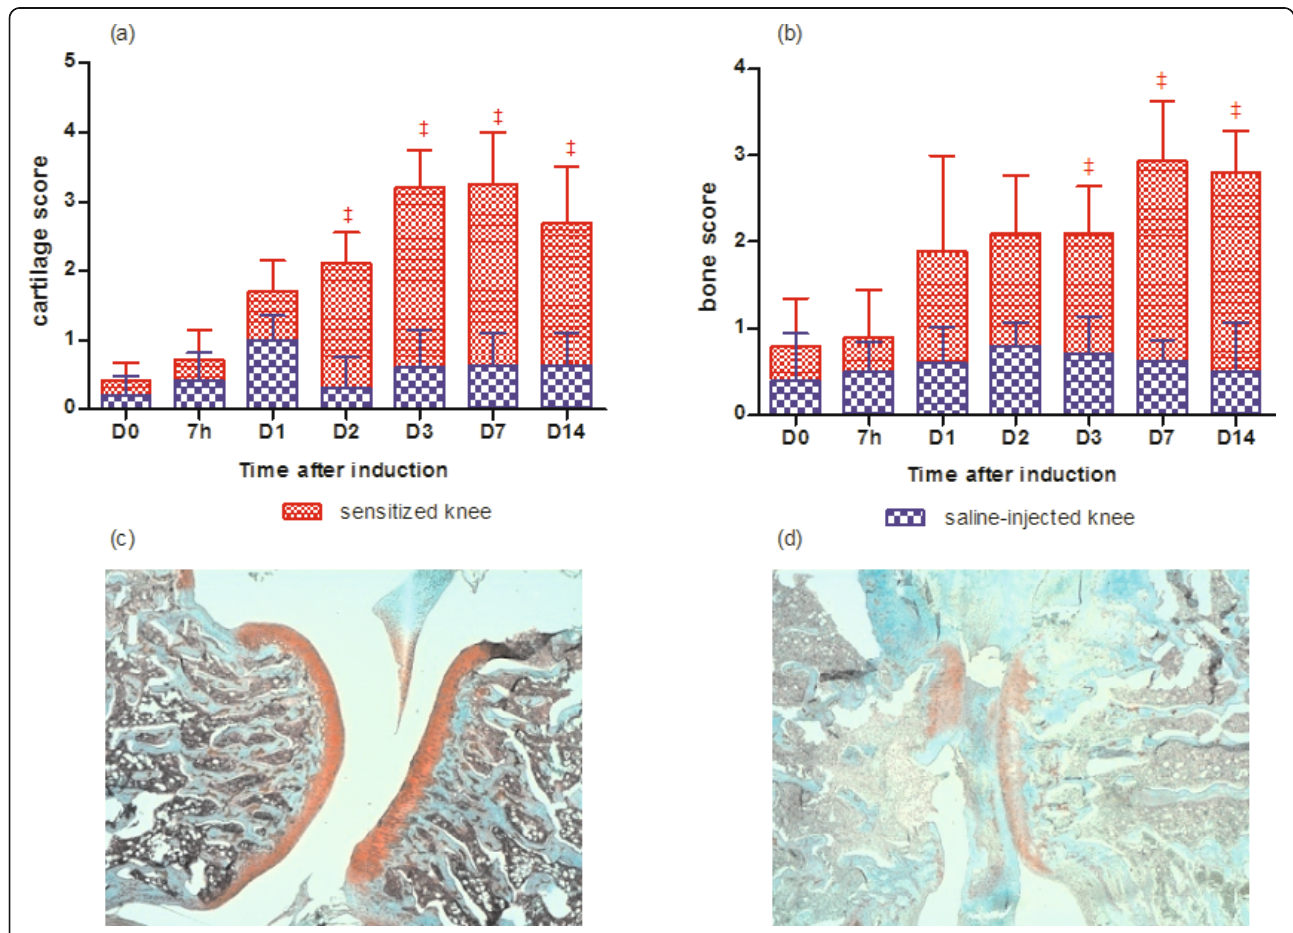 (a)
cartilage score
5
4
3
2
1
0
‡
‡
‡
‡
D0 7h D1 D2 D3 D7 D14
Time after induction
sensitized knee
(b)
bone score
4
3
2
1
0
‡
‡
‡
D0 7h D1 D2 D3 D7 D14
Time after induction
saline-injected knee
(c)
(d)